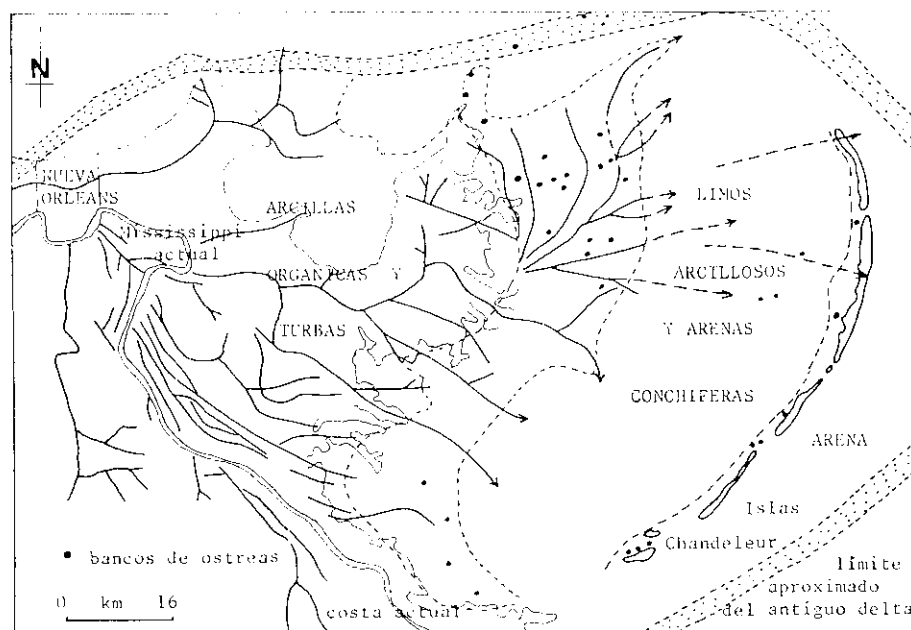 N
NUEVA
ORLEANS
Mississippi
actual
ARCILLAS
ORGANICAS Y
TURBAS
LIMOS
ARCILLOSOS
Y ARENAS
CONCHIFERAS
ARENA
Islas
Chandeleur
límite
aproximado
del antiguo delta
bancos de ostreas
0 km 16
costa actual